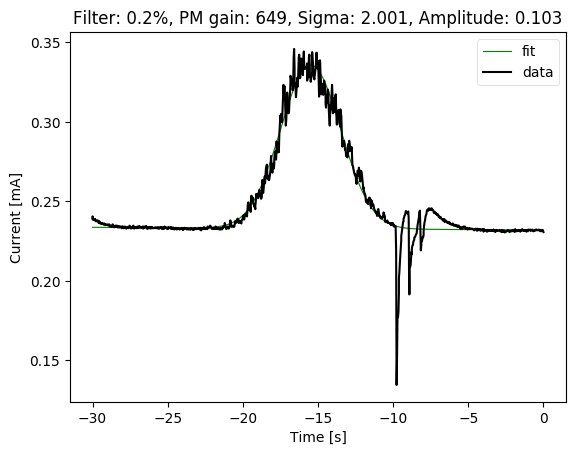 Filter: 0.2%, PM gain: 649, Sigma: 2.001, Amplitude: 0.103
fit
data
0.35
0.30
0.25
0.20
0.15
Current [mA]
−30 −25 −20 −15 −10 −5 0
Time [s]